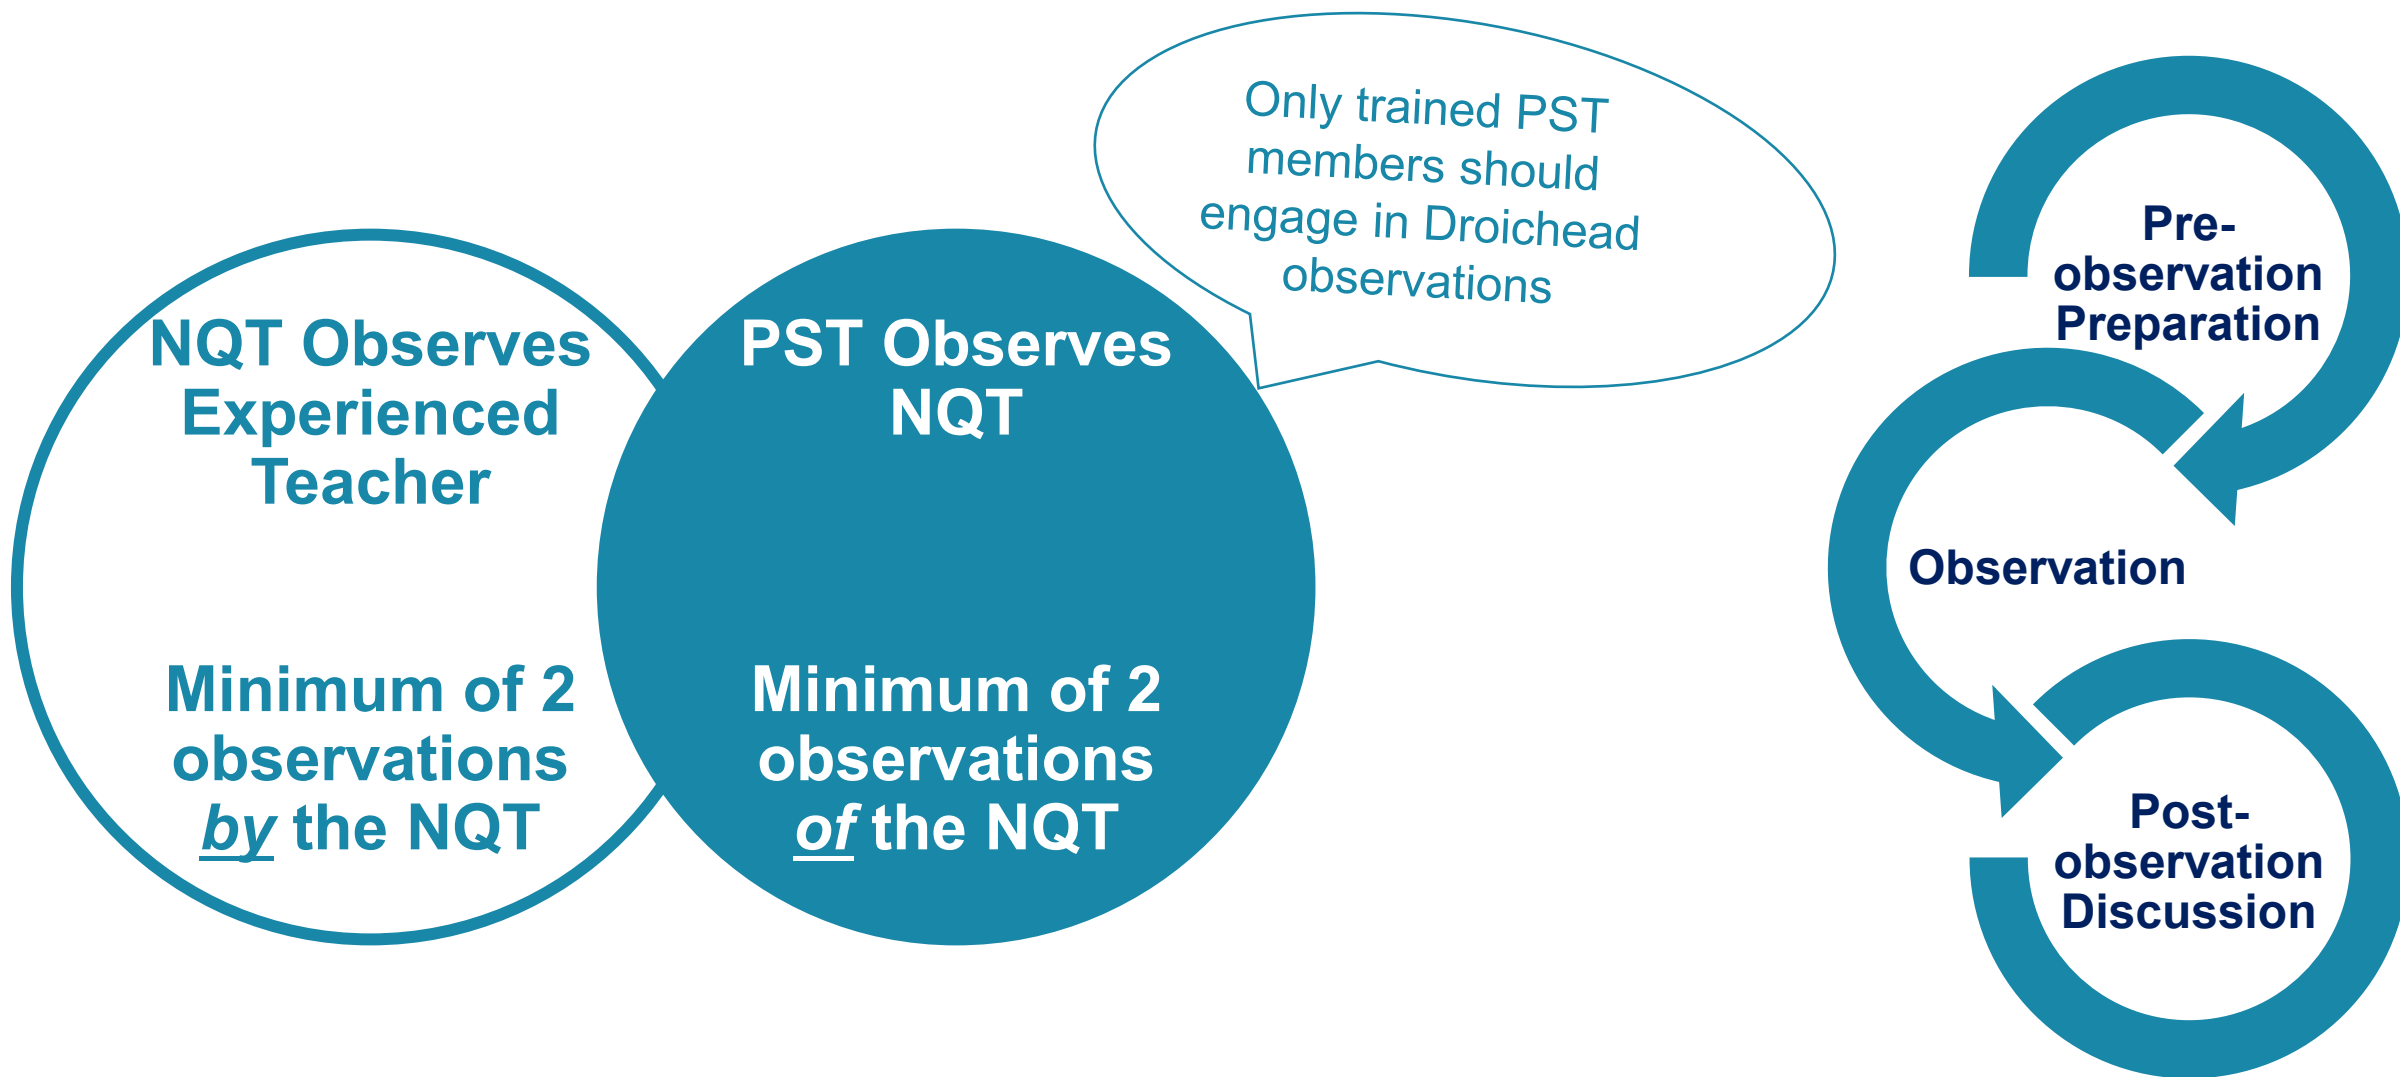 NQT Observes
Experienced
Teacher
Minimum of 2
observations
by the NQT
PST Observes
NQT
Minimum of 2
observations
of the NQT
Only trained PST
members should
engage in Droichead
observations
Pre-
observation
Preparation
Observation
Post-
observation
Discussion